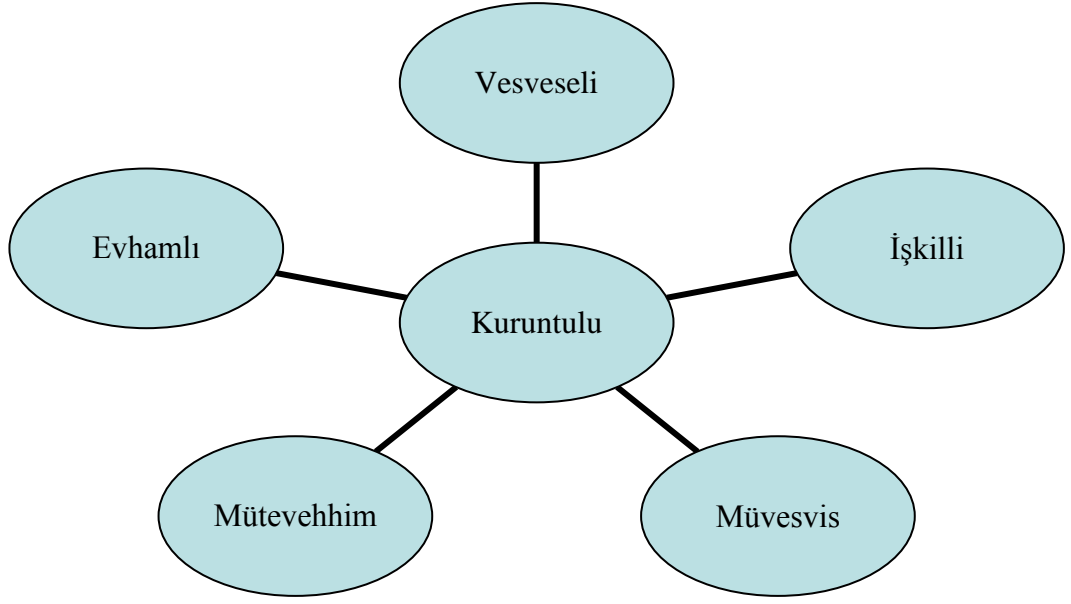 Vesveseli
Evhamlı
İşkilli
Kuruntulu
Mütevehhim
Müvesvis